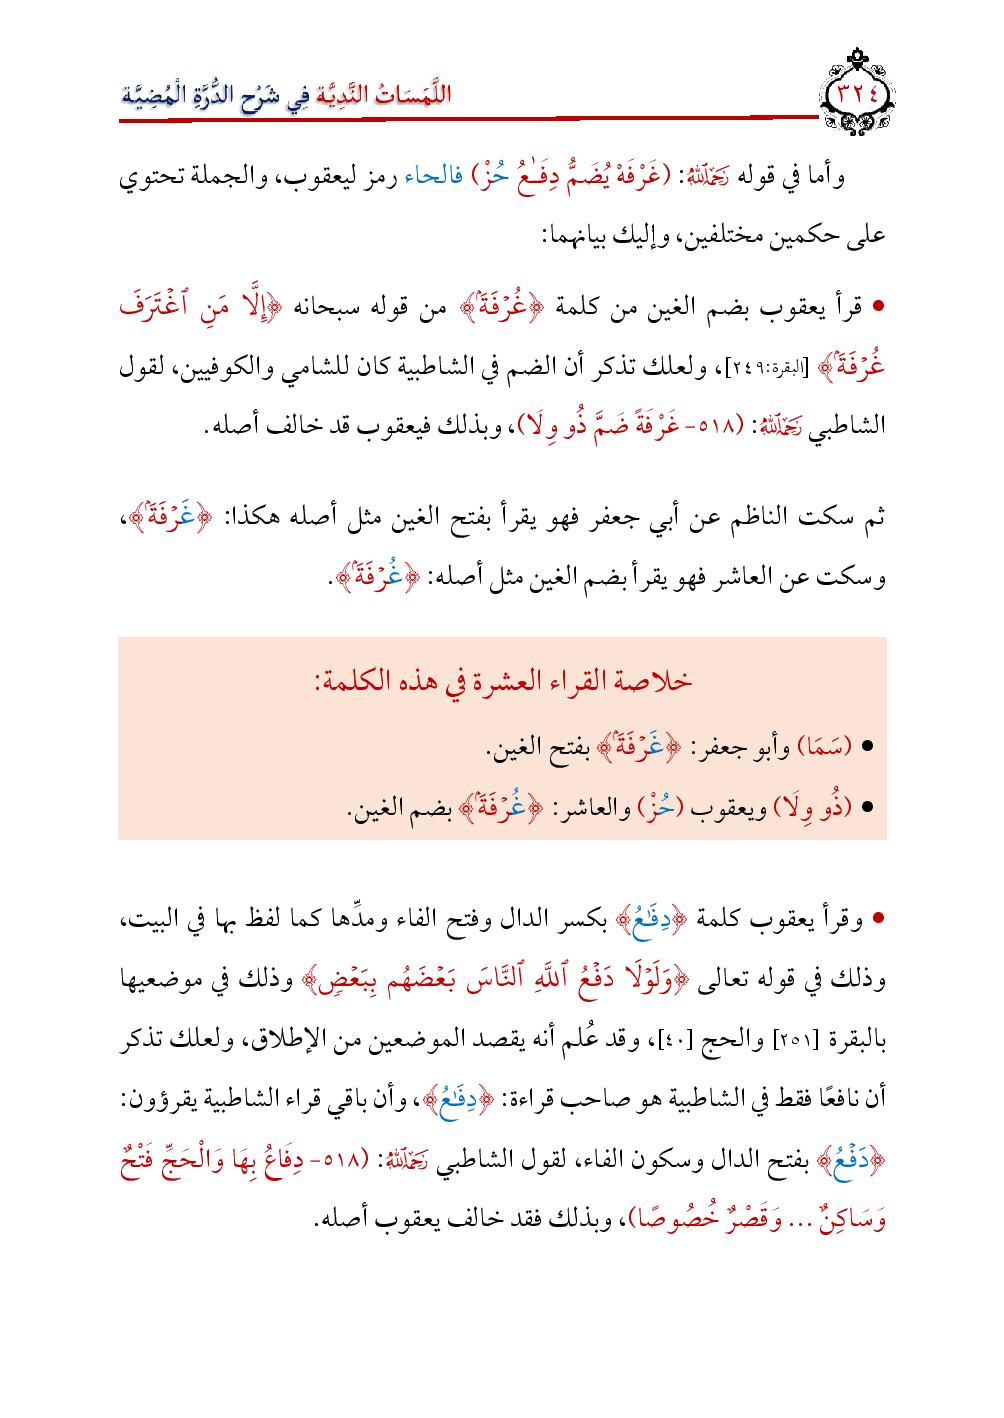 ٣٢٤
اللَّمَسَاتُ النَّدِيَّة فِي شَرْحِ الدُّرَّةِ الْمُضِيَّة
وأما في قوله رَحِمَهُ اللَّهُ: (غَرْفَهْ يُضَمُّ دِفَـٰعُ حُزْ) فالحاء رمز ليعقوب، والجملة تحتوي
على حكمين مختلفين، وإليك بيانهما:
• قرأ يعقوب بضم الغين من كلمة ﴿غُرۡفَةَۢ﴾ من قوله سبحانه ﴿إِلَّا مَنِ ٱغۡتَرَفَ
غُرۡفَةَۢ﴾ [البقرة:٢٤٩]، ولعلك تذكر أن الضم في الشاطبية كان للشامي والكوفيين، لقول
الشاطبي رَحِمَهُ اللَّهُ: (٥١٨- غَرْفَةً ضَمَّ ذُو وِلَا)، وبذلك فيعقوب قد خالف أصله.
ثم سكت الناظم عن أبي جعفر فهو يقرأ بفتح الغين مثل أصله هكذا: ﴿غَرۡفَةَۢ﴾،
وسكت عن العاشر فهو يقرأ بضم الغين مثل أصله: ﴿غُرۡفَةَۢ﴾.
خلاصة القراء العشرة في هذه الكلمة:
• (سَمَا) وأبو جعفر: ﴿غَرۡفَةَۢ﴾ بفتح الغين.
• (ذُو وِلَا) ويعقوب (حُزْ) والعاشر: ﴿غُرۡفَةَۢ﴾ بضم الغين.
• وقرأ يعقوب كلمة ﴿دِفَـٰعُ﴾ بكسر الدال وفتح الفاء ومدِّها كما لفظ بها في البيت،
وذلك في قوله تعالى ﴿وَلَوۡلَا دَفۡعُ ٱللَّهِ ٱلنَّاسَ بَعۡضَهُم بِبَعۡضٖ﴾ وذلك في موضعيها
بالبقرة [٢٥١] والحج [٤٠]، وقد عُلم أنه يقصد الموضعين من الإطلاق، ولعلك تذكر
أن نافعًا فقط في الشاطبية هو صاحب قراءة: ﴿دِفَـٰعُ﴾، وأن باقي قراء الشاطبية يقرؤون:
﴿دَفۡعُ﴾ بفتح الدال وسكون الفاء، لقول الشاطبي رَحِمَهُ اللَّهُ: (٥١٨- دِفَاعُ بِهَا وَالْحَجِّ فَتْحٌ
وَسَاكِنٌ ... وَقَصْرٌ خُصُوصًا)، وبذلك فقد خالف يعقوب أصله.